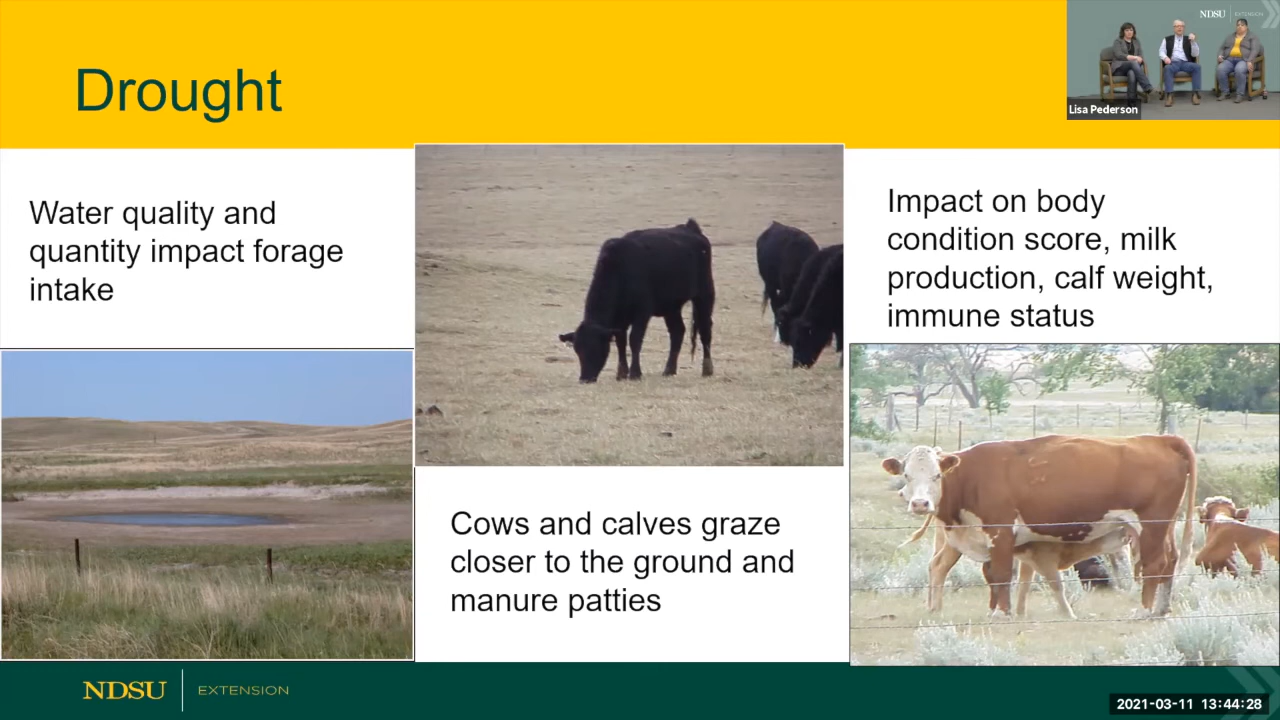 Drought
NDSU EXTENSION
Lisa Pederson
Water quality and
quantity impact forage
intake
Cows and calves graze
closer to the ground and
manure patties
Impact on body
condition score, milk
production, calf weight,
immune status
NDSU EXTENSION
2021-03-11 13:44:28